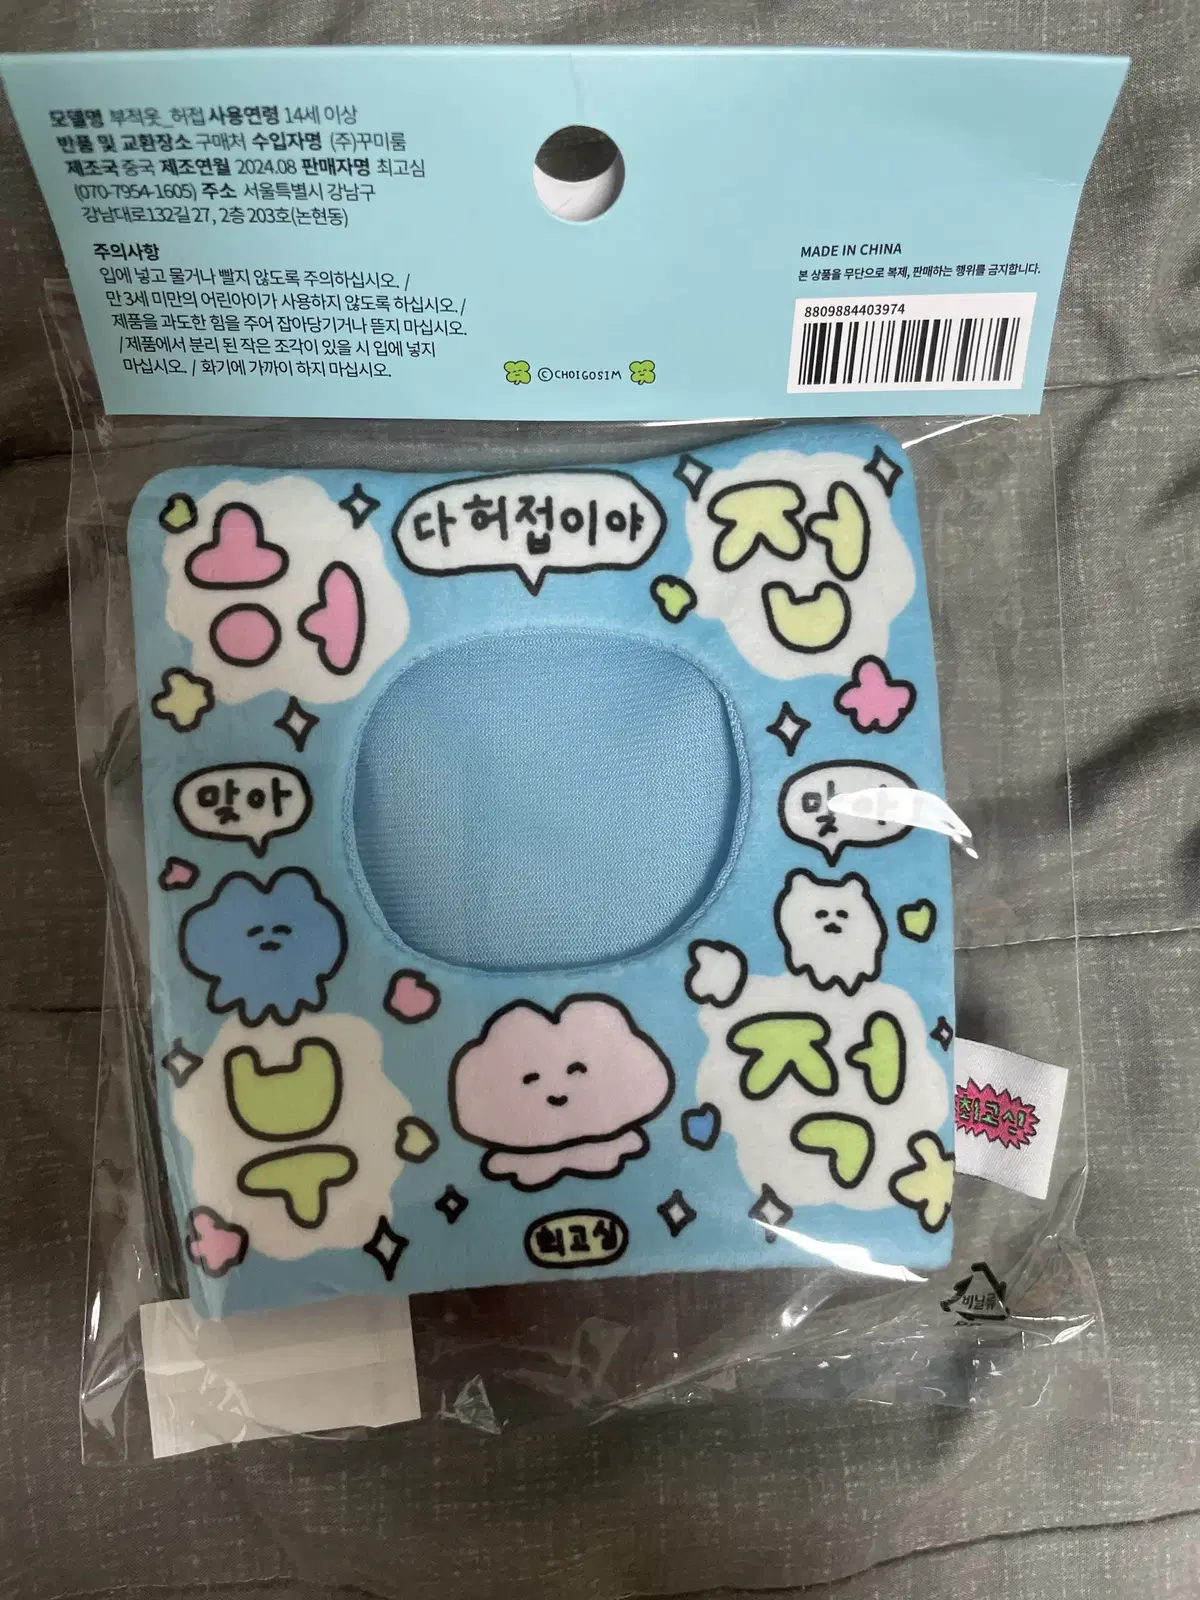 모델명 부적옷_허접 사용연령 14세 이상
반품 및 교환장소 구매처 수입자명 (주)꾸미룸
제조국 중국 제조연월 2024.08 판매자명 최고심
(070-7954-1605) 주소 서울특별시 강남구
강남대로132길 27, 2층 203호(논현동)
주의사항
입에 넣고 물거나 빨지 않도록 주의하십시오. /
만 3세 미만의 어린아이가 사용하지 않도록 하십시오. /
제품을 과도한 힘을 주어 잡아당기거나 뜯지 마십시오.
/ 제품에서 분리 된 작은 조각이 있을 시 입에 넣지
마십시오. / 화기에 가까이 하지 마십시오.
©CHOIGOSIM
MADE IN CHINA
본 상품을 무단으로 복제, 판매하는 행위를 금지합니다.
8809884403974
허 다 허접이야 접
맞아 맞아
부 적
최고심
최고심
비닐류